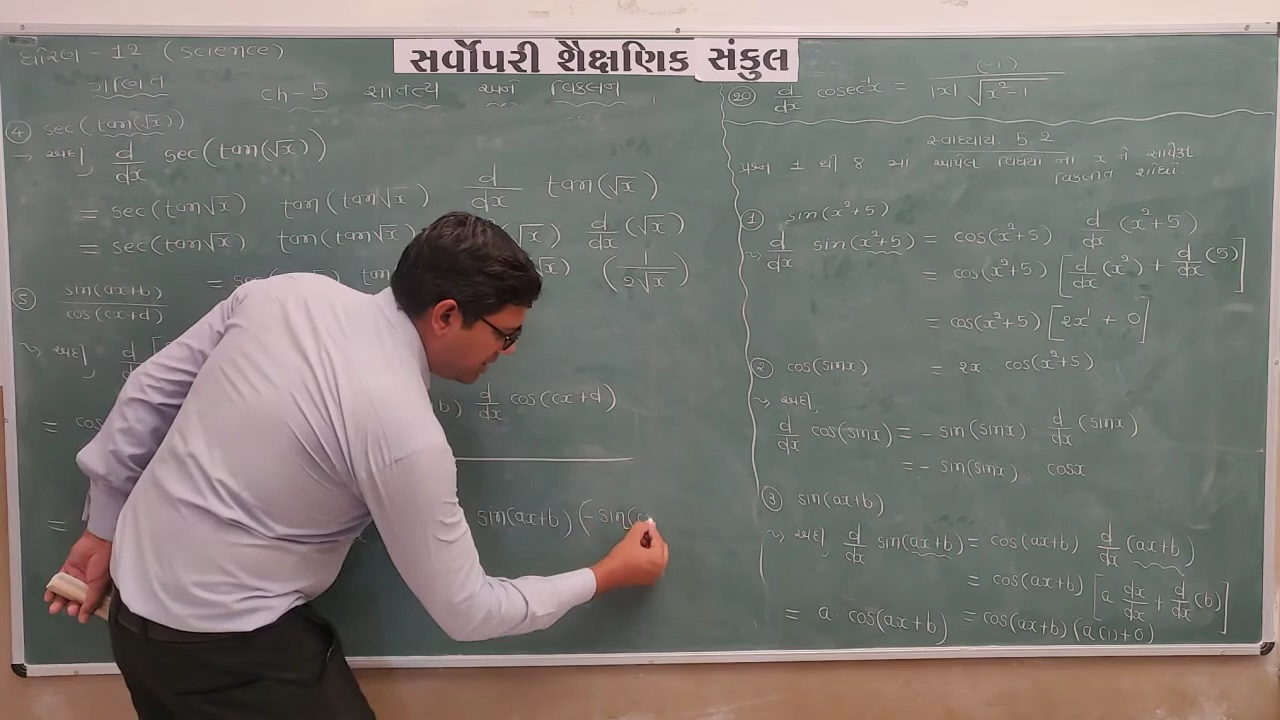 સર્વોપરી શૈક્ષણિક સંકુલ
ધોરણ - 12 (Science)
ગણિત ch-5 સાતત્ય અને વિકલન
④ sec(tan(√x))
→ અહીં, d/dx sec(tan(√x))
= sec(tan√x) tan(tan√x) d/dx tan(√x)
= sec(tan√x) · tan(tan√x) √x) d/dx (√x)
= (1/2√x)
⑤ sin(ax+b)/cos(cx+d)
→ અહીં, d/dx
= cos b) d/dx cos(cx+d)
= sin(ax+b) (-sin(c
⑳ d/dx cosec⁻¹x = (-1)/|x|√x²-1
સ્વાધ્યાય 5.2
પ્રશ્ન 1 થી 8 માં આપેલ વિધેયો ના x ને સાપેક્ષ
વિકલીત શોધો.
① sin(x²+5)
→ d/dx sin(x²+5) = cos(x²+5) d/dx (x²+5)
= cos(x²+5) [d/dx (x²) + d/dx (5)]
= cos(x²+5) [2x¹ + 0]
= 2x · cos(x²+5)
② cos(sinx)
→ અહીં,
d/dx cos(sinx) = - sin(sinx) · d/dx (sinx)
= - sin(sinx) · cosx
③ sin(ax+b)
→ અહીં, d/dx sin(ax+b) = cos(ax+b) d/dx (ax+b)
= cos(ax+b) [a dx/dx + d/dx (b)]
= cos(ax+b) (a(1)+0)
= a cos(ax+b)